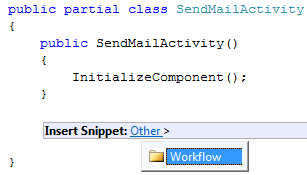 public partial class SendMailActivity
{
public SendMailActivity()
{
InitializeComponent();
}
Insert Snippet: Other >
Workflow
}